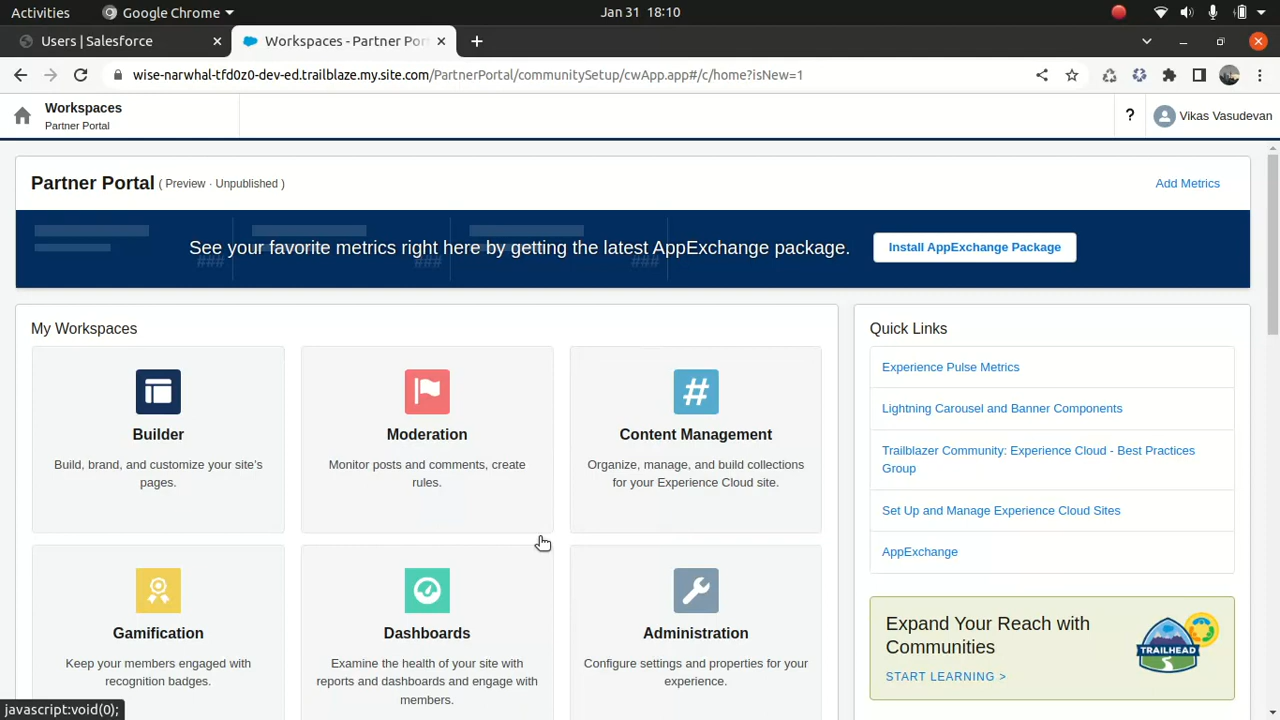 Activities
Google Chrome
Jan 31 18:10
Users | Salesforce
Workspaces - Partner Por
wise-narwhal-tfd0z0-dev-ed.trailblaze.my.site.com/PartnerPortal/communitySetup/cwApp.app#/c/home?isNew=1
Workspaces
Partner Portal
?
Vikas Vasudevan
Partner Portal ( Preview · Unpublished )
Add Metrics
See your favorite metrics right here by getting the latest AppExchange package.
Install AppExchange Package
### ### ###
My Workspaces
Builder
Build, brand, and customize your site's
pages.
Moderation
Monitor posts and comments, create
rules.
#
Content Management
Organize, manage, and build collections
for your Experience Cloud site.
Gamification
Keep your members engaged with
recognition badges.
Dashboards
Examine the health of your site with
reports and dashboards and engage with
members.
Administration
Configure settings and properties for your
experience.
Quick Links
Experience Pulse Metrics
Lightning Carousel and Banner Components
Trailblazer Community: Experience Cloud - Best Practices
Group
Set Up and Manage Experience Cloud Sites
AppExchange
Expand Your Reach with
Communities
START LEARNING >
TRAILHEAD
javascript:void(0);